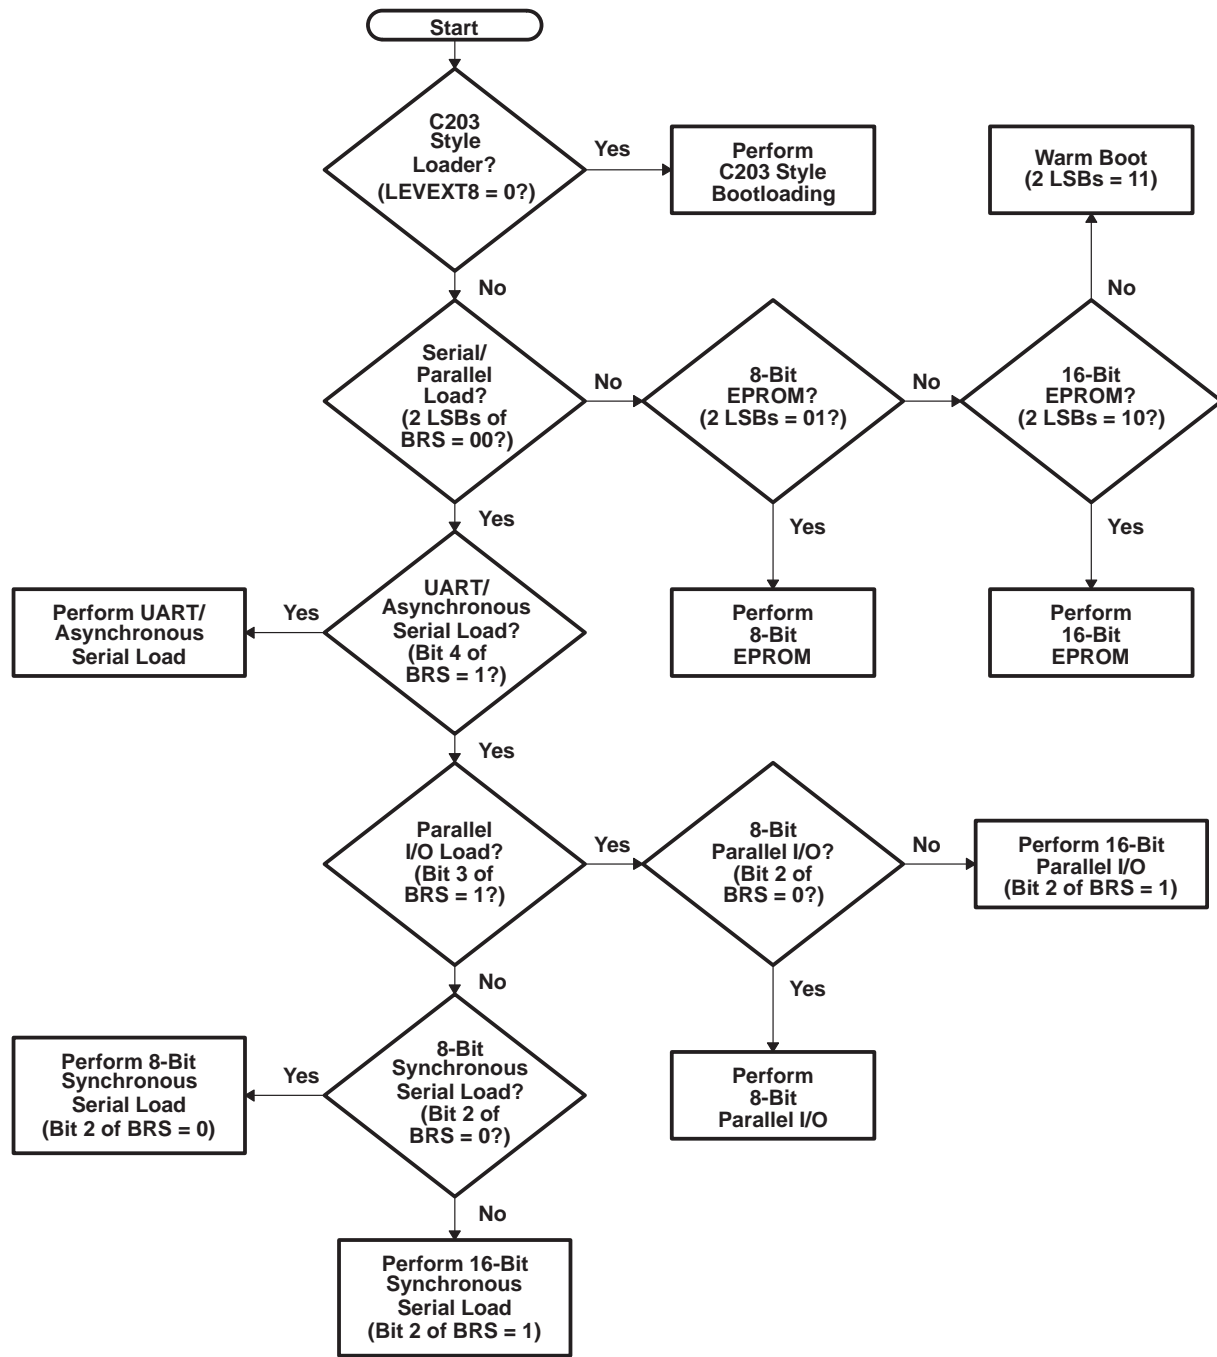 Start
C203
Style
Loader?
(LEVEXT8 = 0?)
Yes
Perform
C203 Style
Bootloading
Warm Boot
(2 LSBs = 11)
No
No
Serial/
Parallel
Load?
(2 LSBs of
BRS = 00?)
No
8-Bit
EPROM?
(2 LSBs = 01?)
No
16-Bit
EPROM?
(2 LSBs = 10?)
Yes
Yes
Yes
Perform UART/
Asynchronous
Serial Load
Yes
UART/
Asynchronous
Serial Load?
(Bit 4 of
BRS = 1?)
Perform
8-Bit
EPROM
Perform
16-Bit
EPROM
Yes
Parallel
I/O Load?
(Bit 3 of
BRS = 1?)
Yes
8-Bit
Parallel I/O?
(Bit 2 of
BRS = 0?)
No
Perform 16-Bit
Parallel I/O
(Bit 2 of BRS = 1)
No
Yes
Perform 8-Bit
Synchronous
Serial Load
(Bit 2 of BRS = 0)
Yes
8-Bit
Synchronous
Serial Load?
(Bit 2 of
BRS = 0?)
Perform
8-Bit
Parallel I/O
No
Perform 16-Bit
Synchronous
Serial Load
(Bit 2 of BRS = 1)